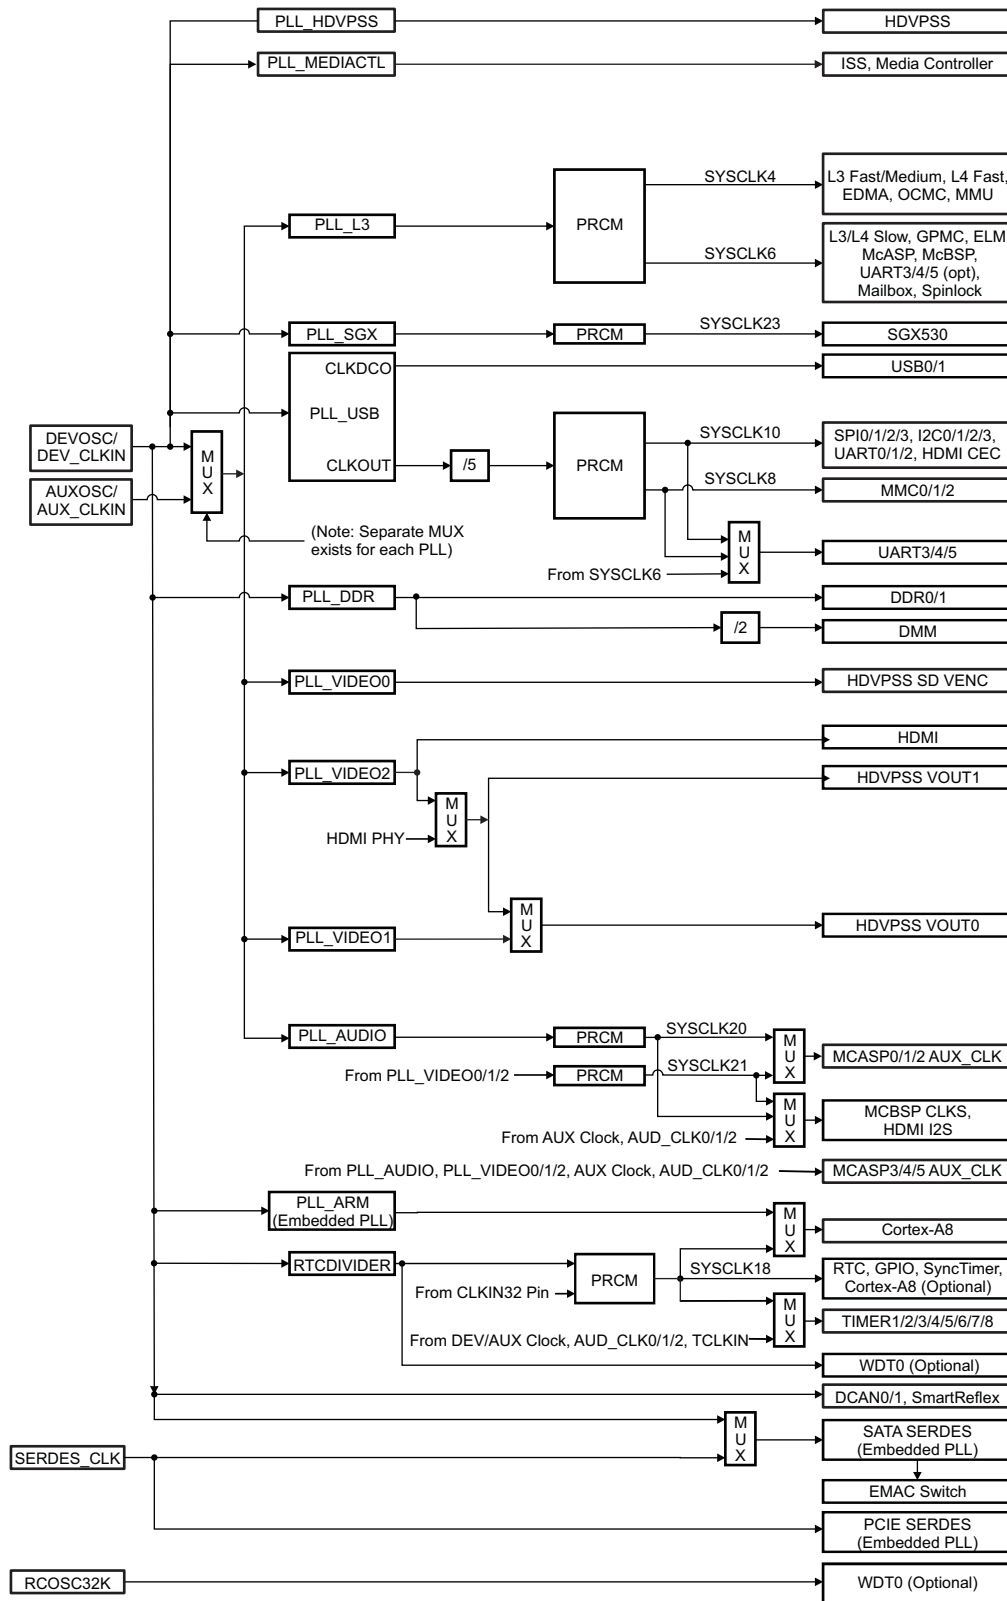 PLL_HDVPSS
HDVPSS
PLL_MEDIACTL
ISS, Media Controller
SYSCLK4
L3 Fast/Medium, L4 Fast,
EDMA, OCMC, MMU
PLL_L3
PRCM
SYSCLK6
L3/L4 Slow, GPMC, ELM
McASP, McBSP,
UART3/4/5 (opt),
Mailbox, Spinlock
PLL_SGX
PRCM
SYSCLK23
SGX530
CLKDCO
USB0/1
PLL_USB
CLKOUT
/5
PRCM
SYSCLK10
SPI0/1/2/3, I2C0/1/2/3,
UART0/1/2, HDMI CEC
SYSCLK8
MMC0/1/2
DEVOSC/
DEV_CLKIN
AUXOSC/
AUX_CLKIN
M
U
X
(Note: Separate MUX
exists for each PLL)
From SYSCLK6
M
U
X
UART3/4/5
PLL_DDR
DDR0/1
/2
DMM
PLL_VIDEO0
HDVPSS SD VENC
HDMI
PLL_VIDEO2
HDVPSS VOUT1
HDMI PHY
M
U
X
M
U
X
PLL_VIDEO1
HDVPSS VOUT0
PLL_AUDIO
PRCM
SYSCLK20
M
U
X
MCASP0/1/2 AUX_CLK
From PLL_VIDEO0/1/2
PRCM
SYSCLK21
M
U
X
MCBSP CLKS,
HDMI I2S
From AUX Clock, AUD_CLK0/1/2
From PLL_AUDIO, PLL_VIDEO0/1/2, AUX Clock, AUD_CLK0/1/2
MCASP3/4/5 AUX_CLK
PLL_ARM
(Embedded PLL)
M
U
X
Cortex-A8
RTCDIVIDER
PRCM
SYSCLK18
RTC, GPIO, SyncTimer,
Cortex-A8 (Optional)
From CLKIN32 Pin
M
U
X
TIMER1/2/3/4/5/6/7/8
From DEV/AUX Clock, AUD_CLK0/1/2, TCLKIN
WDT0 (Optional)
DCAN0/1, SmartReflex
M
U
X
SATA SERDES
(Embedded PLL)
SERDES_CLK
EMAC Switch
PCIE SERDES
(Embedded PLL)
RCOSC32K
WDT0 (Optional)